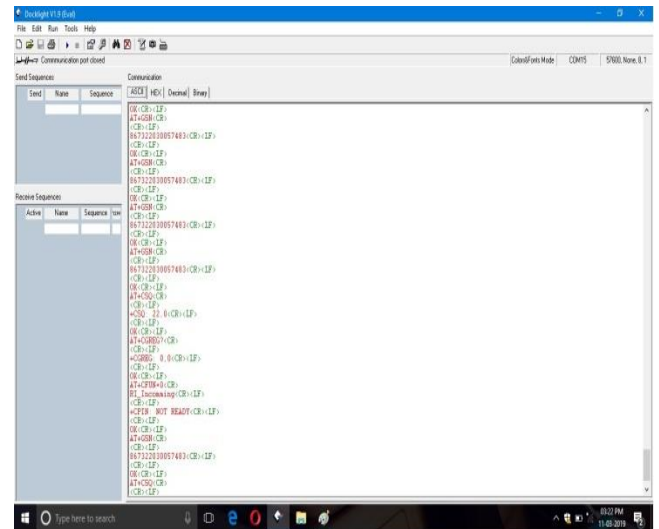 Docklight V1.9 (Eval)
File Edit Run Tools Help
Communication port closed
Colors&Fonts Mode COM15 57600, None, 8, 1
Send Sequences
Send Name Sequence
Communication
ASCII HEX Decimal Binary
OK<CR><LF>
AT+GSN<CR>
<CR><LF>
867322030057483<CR><LF>
<CR><LF>
OK<CR><LF>
AT+GSN<CR>
<CR><LF>
867322030057483<CR><LF>
<CR><LF>
OK<CR><LF>
AT+GSN<CR>
<CR><LF>
867322030057483<CR><LF>
<CR><LF>
OK<CR><LF>
AT+GSN<CR>
<CR><LF>
867322030057483<CR><LF>
<CR><LF>
OK<CR><LF>
AT+CSQ<CR>
<CR><LF>
+CSQ: 22,0<CR><LF>
<CR><LF>
OK<CR><LF>
AT+CGREG?<CR>
<CR><LF>
+CGREG: 0,0<CR><LF>
<CR><LF>
OK<CR><LF>
AT+CFUN=0<CR>
RI_Incomming<CR><LF>
<CR><LF>
+CPIN: NOT READY<CR><LF>
<CR><LF>
OK<CR><LF>
AT+GSN<CR>
<CR><LF>
867322030057483<CR><LF>
<CR><LF>
OK<CR><LF>
AT+CSQ<CR>
<CR><LF>
Receive Sequences
Active Name Sequence
Type here to search
03:22 PM
11-03-2019